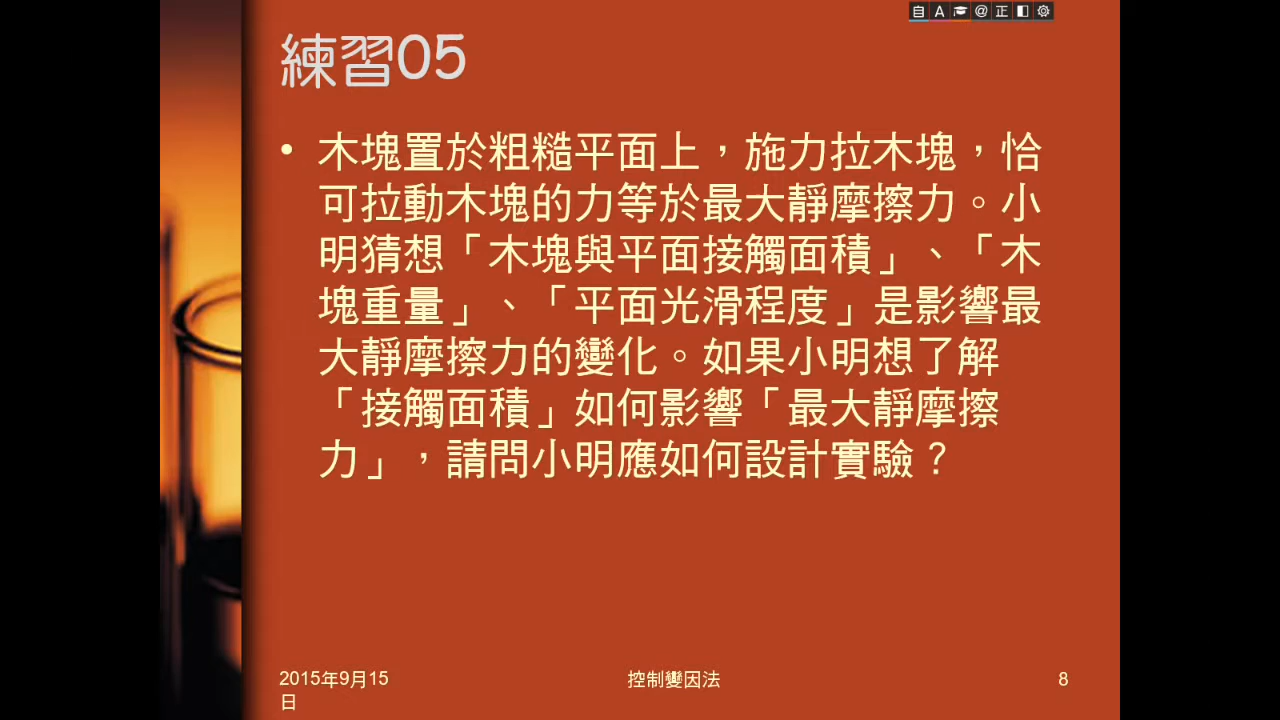 自 A @ 正
練習05
• 木塊置於粗糙平面上，施力拉木塊，恰
可拉動木塊的力等於最大靜摩擦力。小
明猜想「木塊與平面接觸面積」、「木
塊重量」、「平面光滑程度」是影響最
大靜摩擦力的變化。如果小明想了解
「接觸面積」如何影響「最大靜摩擦
力」，請問小明應如何設計實驗？
2015年9月15
日
控制變因法
8